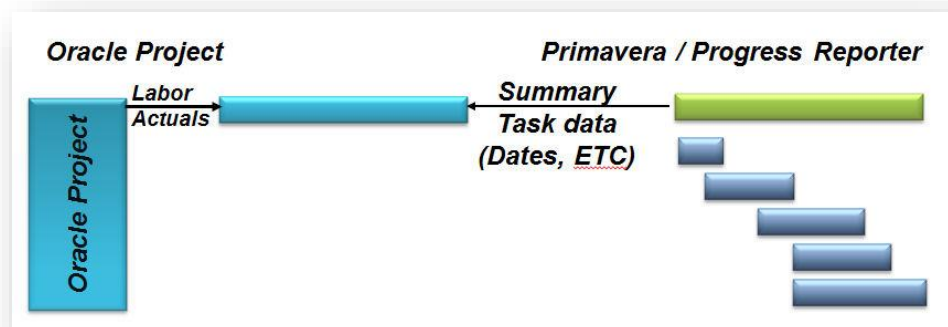 Oracle Project
Primavera / Progress Reporter
Labor
Actuals
Oracle Project
Summary
Task data
(Dates, ETC)